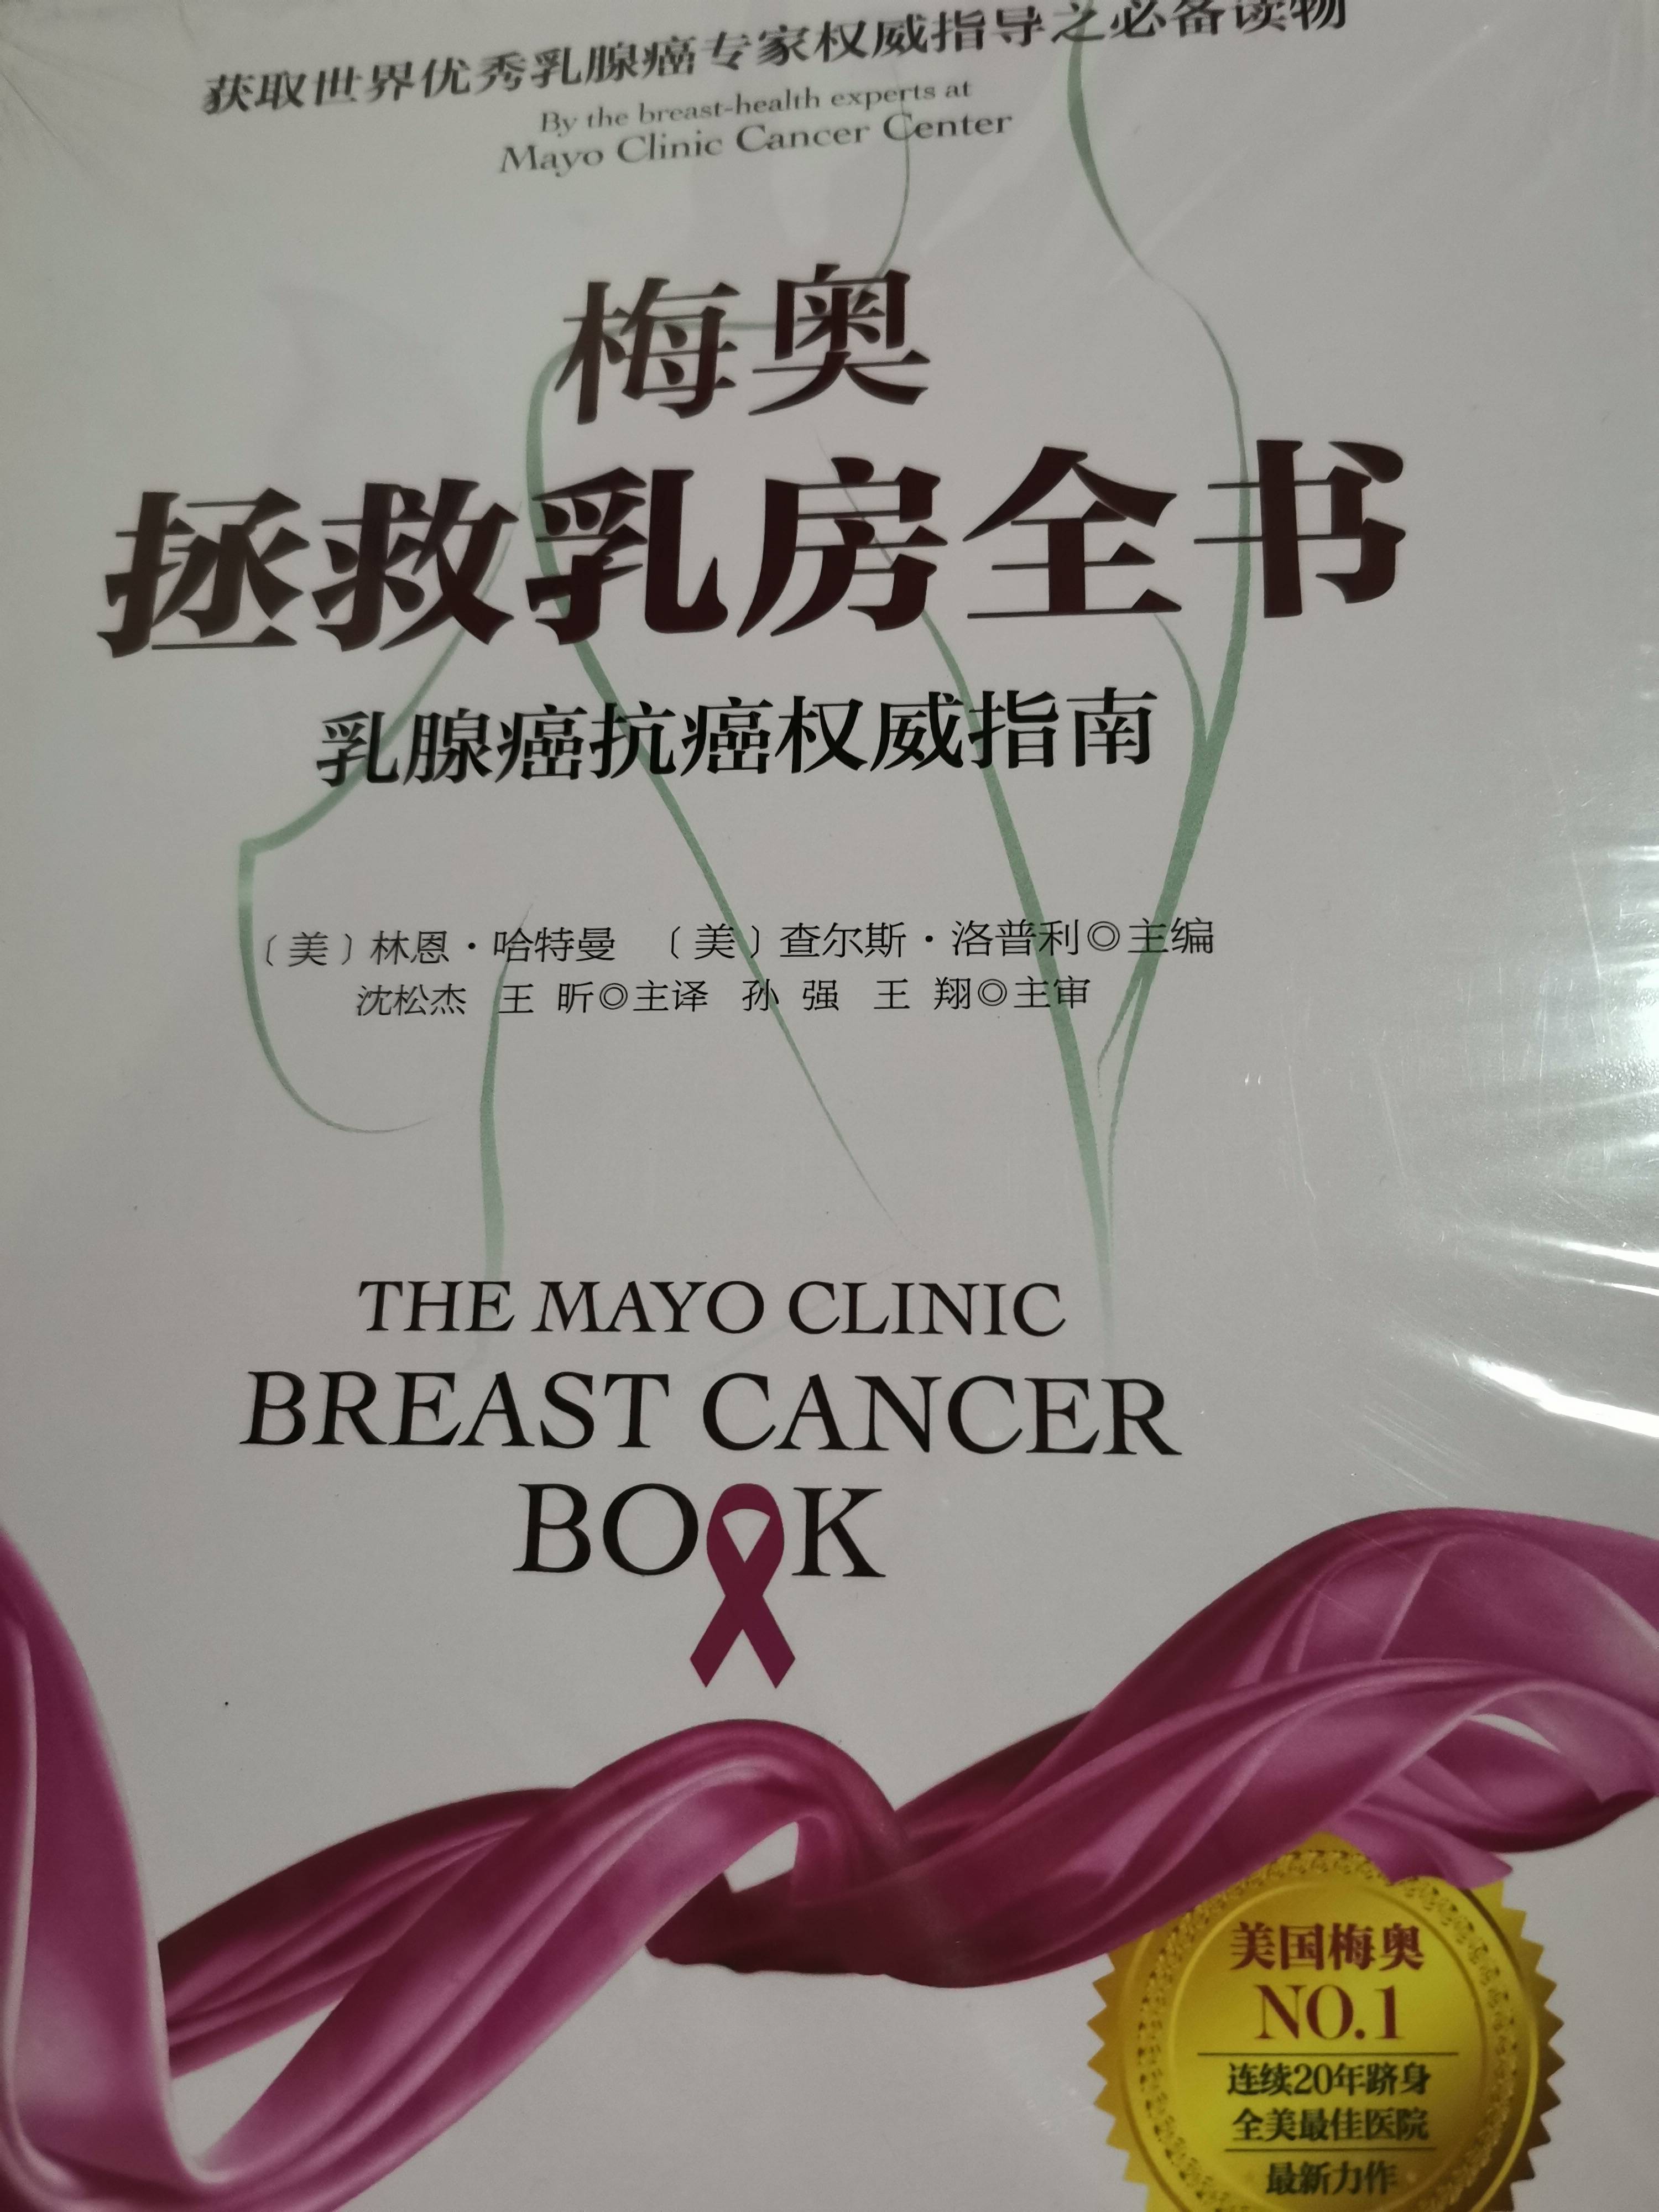 获取世界优秀乳腺癌专家权威指导之必备读物
By the breast-health experts at
Mayo Clinic Cancer Center
梅奥
拯救乳房全书
乳腺癌抗癌权威指南
〔美〕林恩·哈特曼 〔美〕查尔斯·洛普利◎主编
沈松杰 王 昕◎主译 孙 强 王 翔◎主审
THE MAYO CLINIC
BREAST CANCER
BOOK
美国梅奥
NO.1
连续20年跻身
全美最佳医院
最新力作